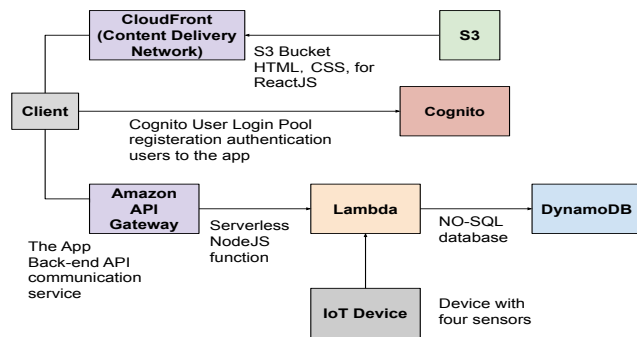 CloudFront
(Content Delivery
Network)
S3
S3 Bucket
HTML, CSS, for
ReactJS
Client
Cognito
Cognito User Login Pool
registeration authentication
users to the app
Amazon
API
Gateway
Lambda
DynamoDB
Serverless
NodeJS
function
NO-SQL
database
The App
Back-end API
communication
service
IoT Device
Device with
four sensors